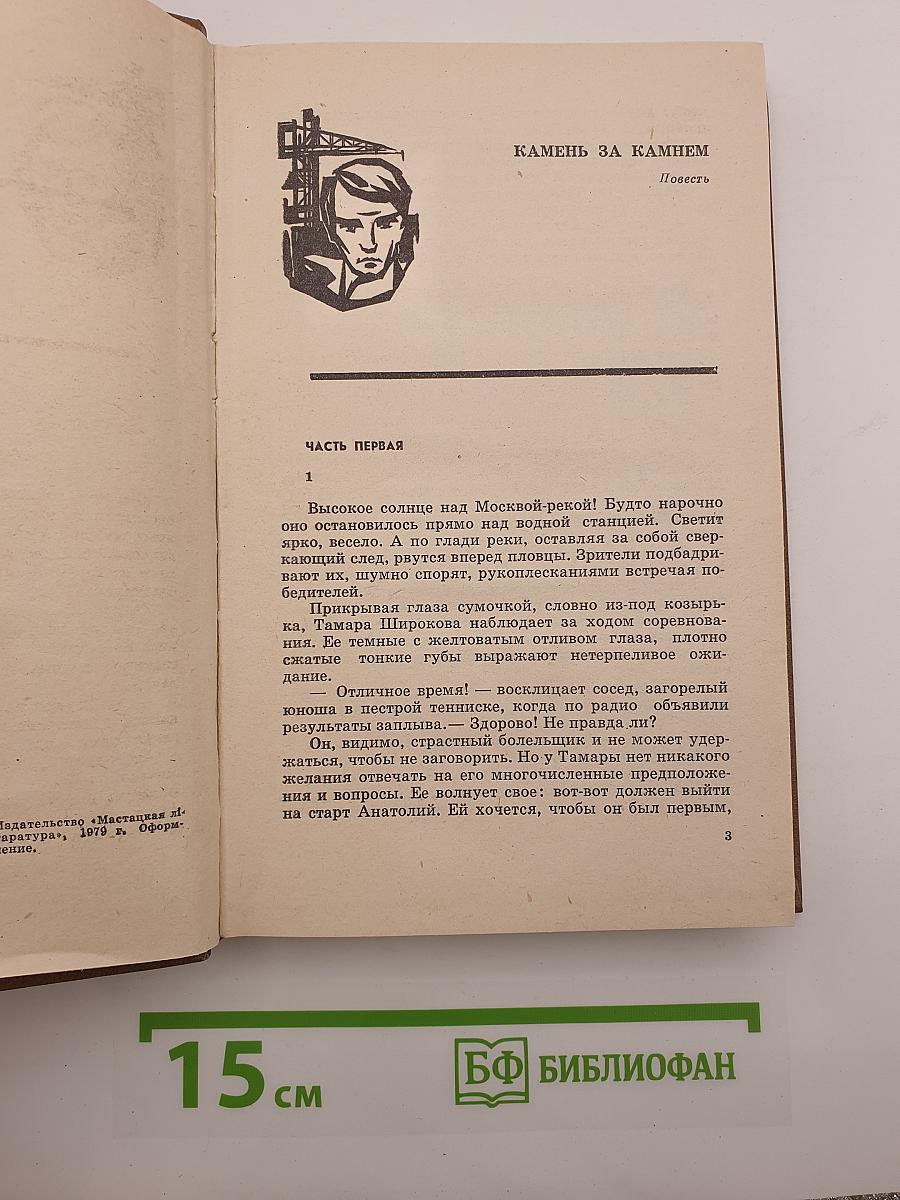 Издательство «Мастацкая лі-
таратура», 1979 г. Оформ-
ление.
КАМЕНЬ ЗА КАМНЕМ
Повесть
ЧАСТЬ ПЕРВАЯ
1
Высокое солнце над Москвой-рекой! Будто нарочно
оно остановилось прямо над водной станцией. Светит
ярко, весело. А по глади реки, оставляя за собой свер-
кающий след, рвутся вперед пловцы. Зрители подбадри-
вают их, шумно спорят, рукоплесканиями встречая по-
бедителей.
Прикрывая глаза сумочкой, словно из-под козырь-
ка, Тамара Широкова наблюдает за ходом соревнова-
ния. Ее темные с желтоватым отливом глаза, плотно
сжатые тонкие губы выражают нетерпеливое ожи-
дание.
— Отличное время! — восклицает сосед, загорелый
юноша в пестрой тенниске, когда по радио объявили
результаты заплыва.— Здорово! Не правда ли?
Он, видимо, страстный болельщик и не может удер-
жаться, чтобы не заговорить. Но у Тамары нет никакого
желания отвечать на его многочисленные предположе-
ния и вопросы. Ее волнует свое: вот-вот должен выйти
на старт Анатолий. Ей хочется, чтобы он был первым,
3
15 см
БФ БИБЛИОФАН